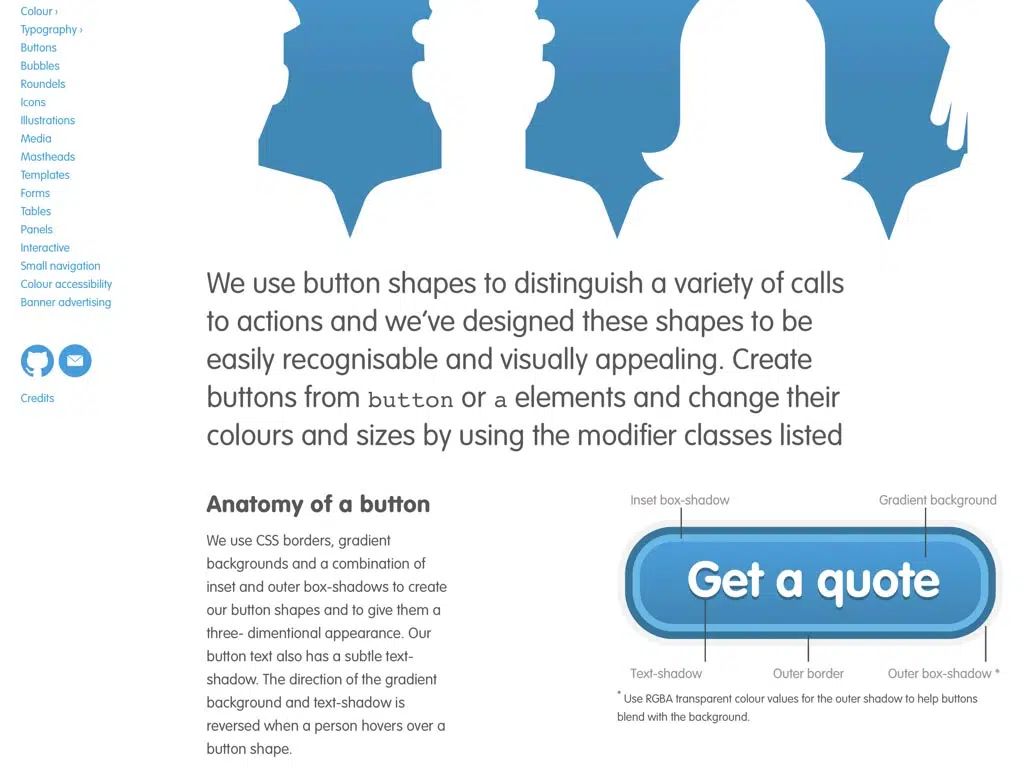 Colour ›
Typography ›
Buttons
Bubbles
Roundels
Icons
Illustrations
Media
Mastheads
Templates
Forms
Tables
Panels
Interactive
Small navigation
Colour accessibility
Banner advertising
Credits
We use button shapes to distinguish a variety of calls
to actions and we’ve designed these shapes to be
easily recognisable and visually appealing. Create
buttons from button or a elements and change their
colours and sizes by using the modifier classes listed
Anatomy of a button
We use CSS borders, gradient
backgrounds and a combination of
inset and outer box-shadows to create
our button shapes and to give them a
three- dimentional appearance. Our
button text also has a subtle text-
shadow. The direction of the gradient
background and text-shadow is
reversed when a person hovers over a
button shape.
Inset box-shadow
Gradient background
Get a quote
Text-shadow
Outer border
Outer box-shadow *
* Use RGBA transparent colour values for the outer shadow to help buttons
blend with the background.